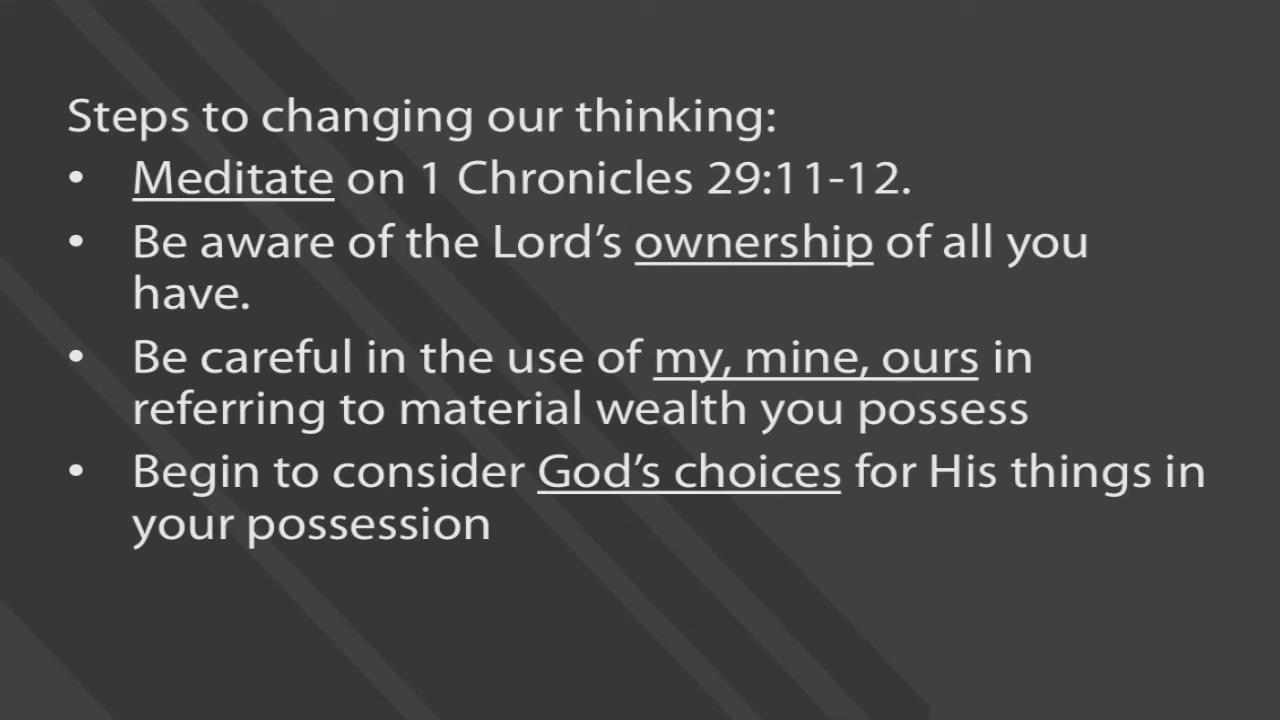 Steps to changing our thinking:
• Meditate on 1 Chronicles 29:11-12.
• Be aware of the Lord’s ownership of all you
have.
• Be careful in the use of my, mine, ours in
referring to material wealth you possess
• Begin to consider God’s choices for His things in
your possession